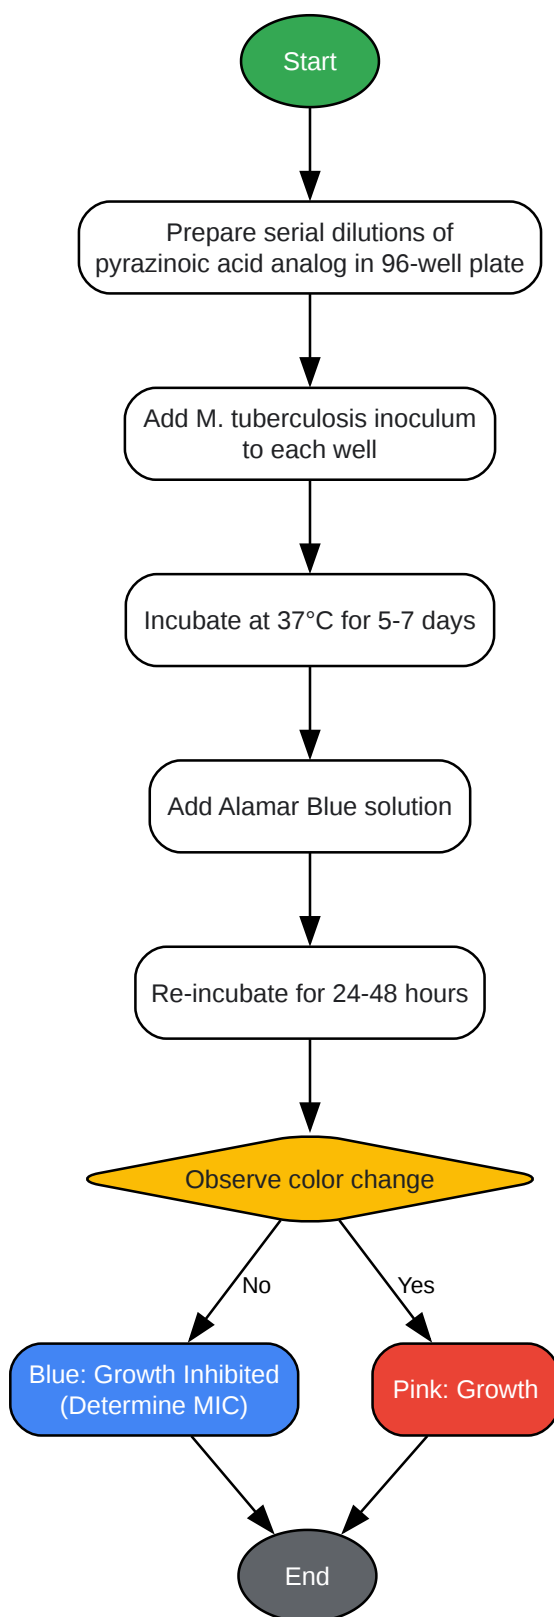 Start
Prepare serial dilutions of
pyrazinoic acid analog in 96-well plate
Add M. tuberculosis inoculum
to each well
Incubate at 37°C for 5-7 days
Add Alamar Blue solution
Re-incubate for 24-48 hours
Observe color change
No
Yes
Blue: Growth Inhibited
(Determine MIC)
Pink: Growth
End